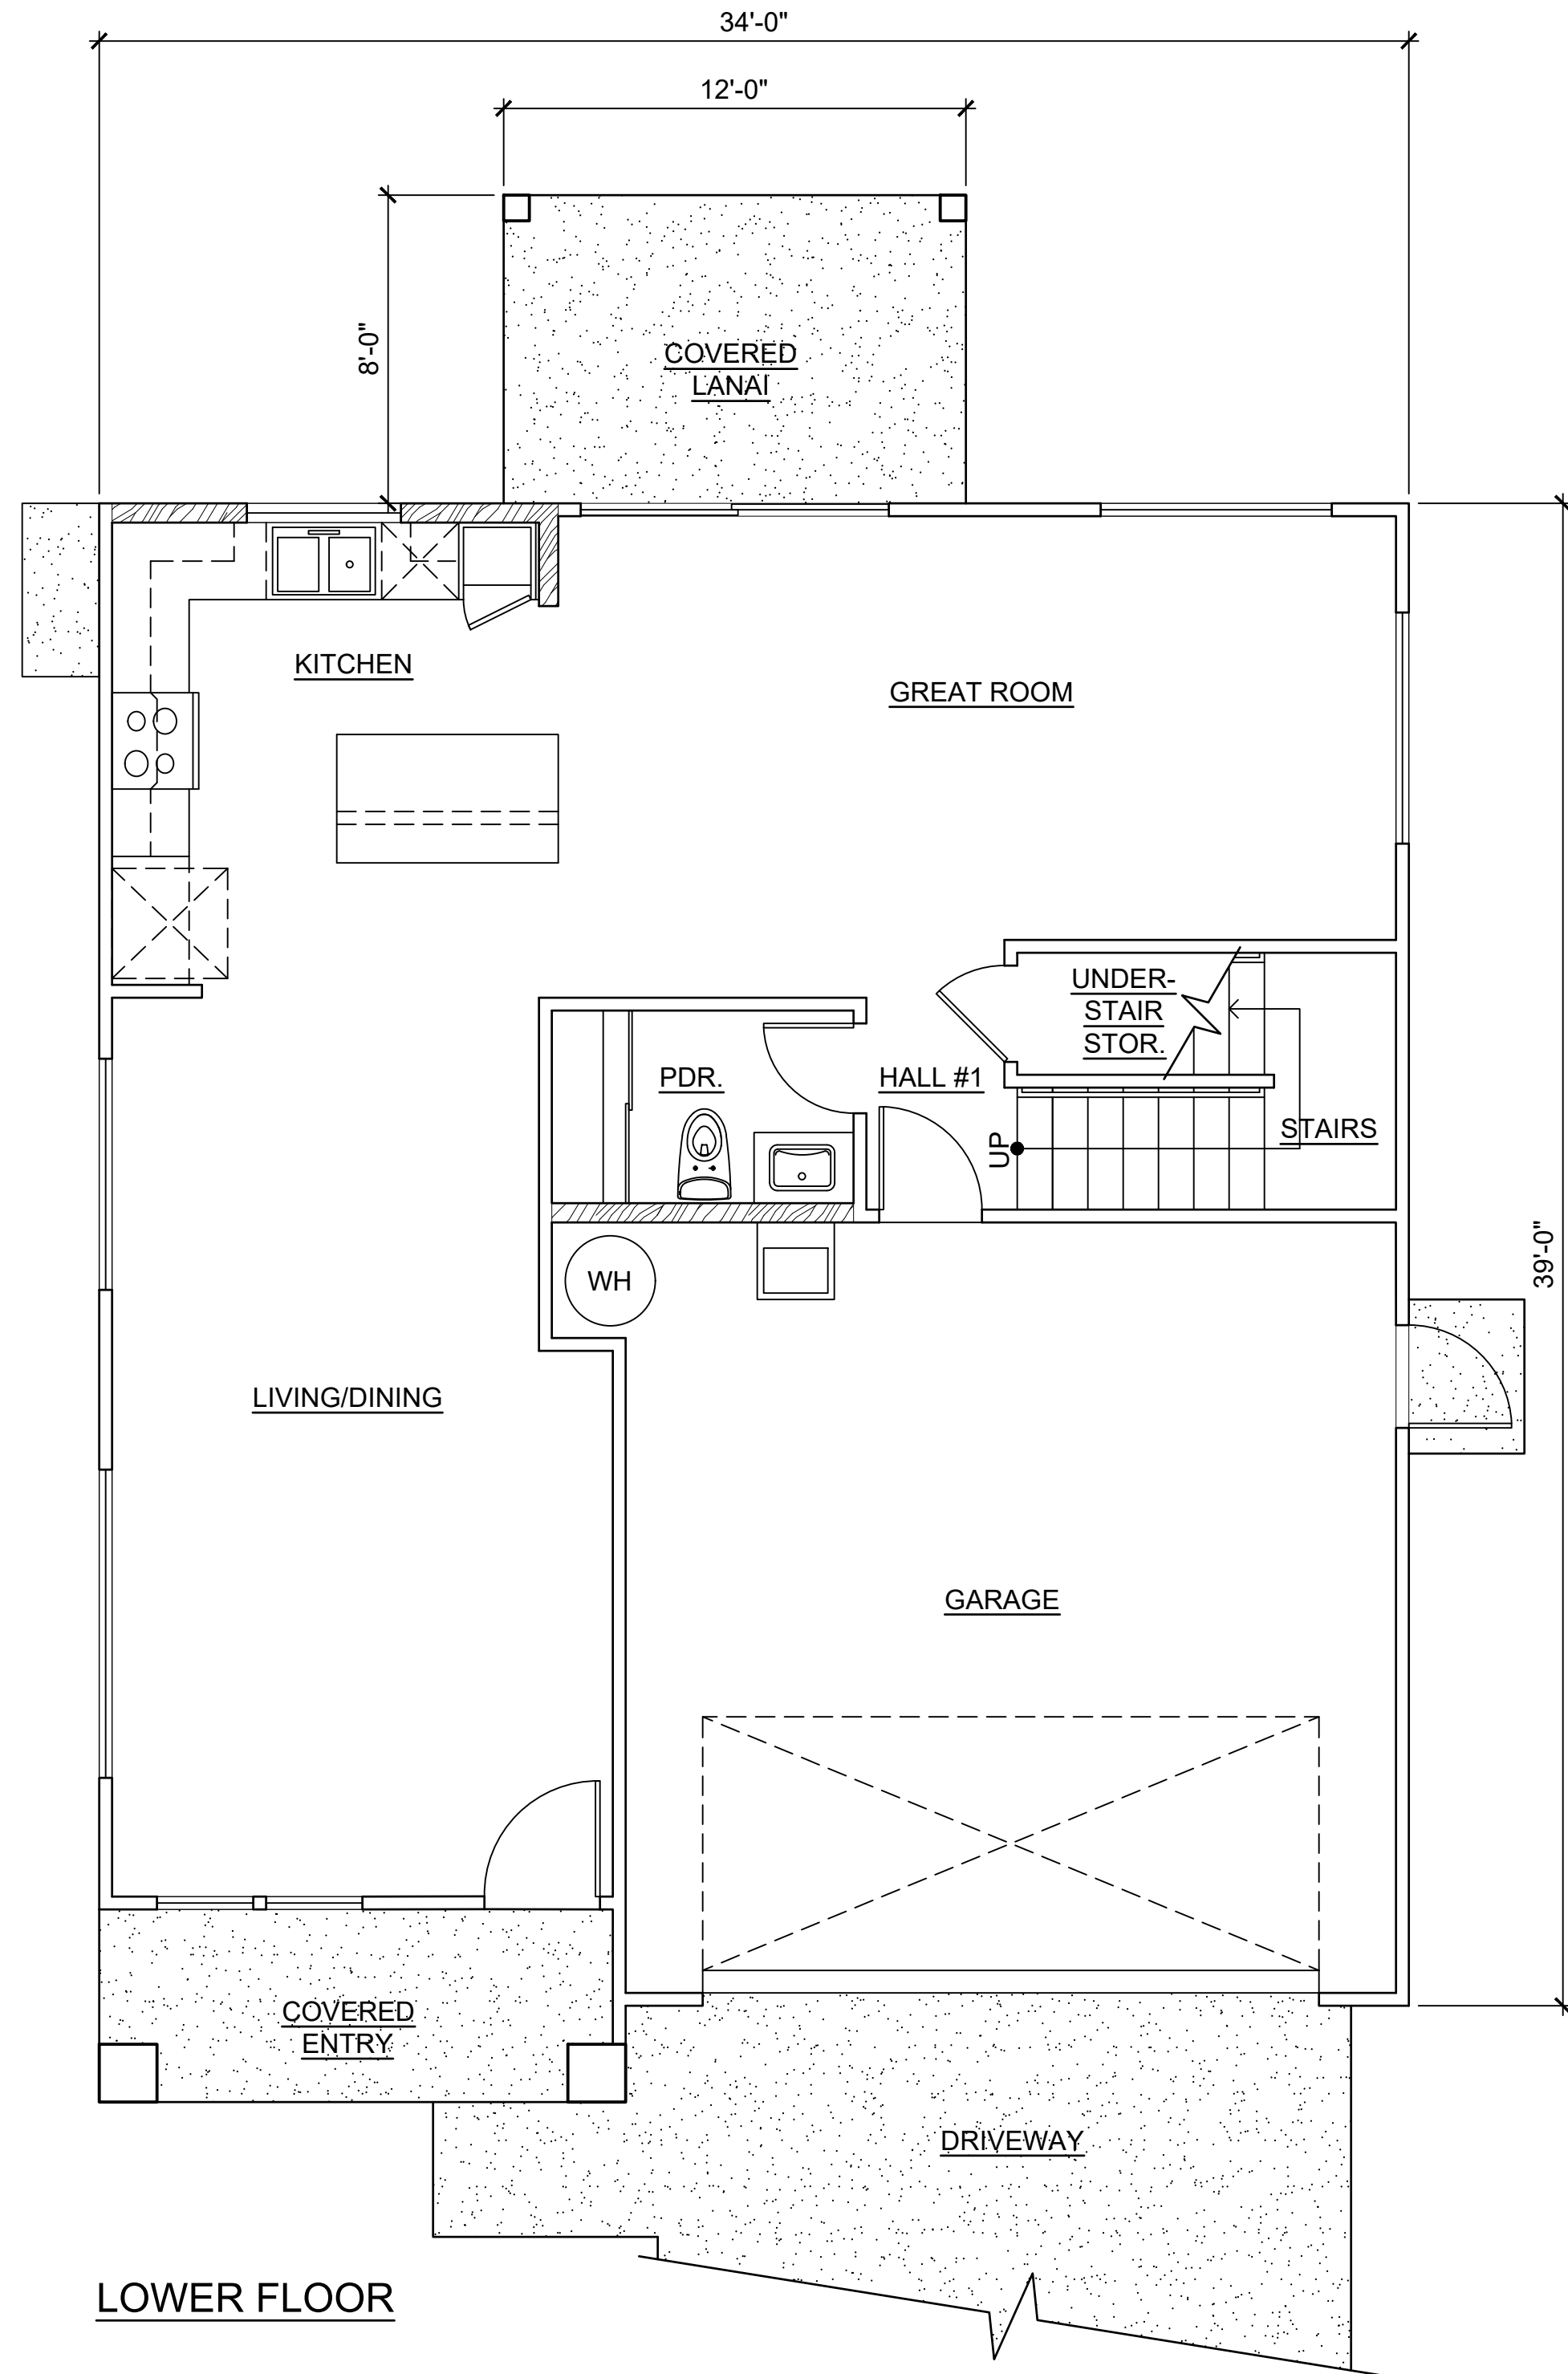 34'-0"
12'-0"
8'-0"
COVERED
LANAI
KITCHEN
GREAT ROOM
UNDER-
STAIR
STOR.
PDR.
HALL #1
UP
STAIRS
39'-0"
WH
LIVING/DINING
GARAGE
COVERED
ENTRY
DRIVEWAY
LOWER FLOOR